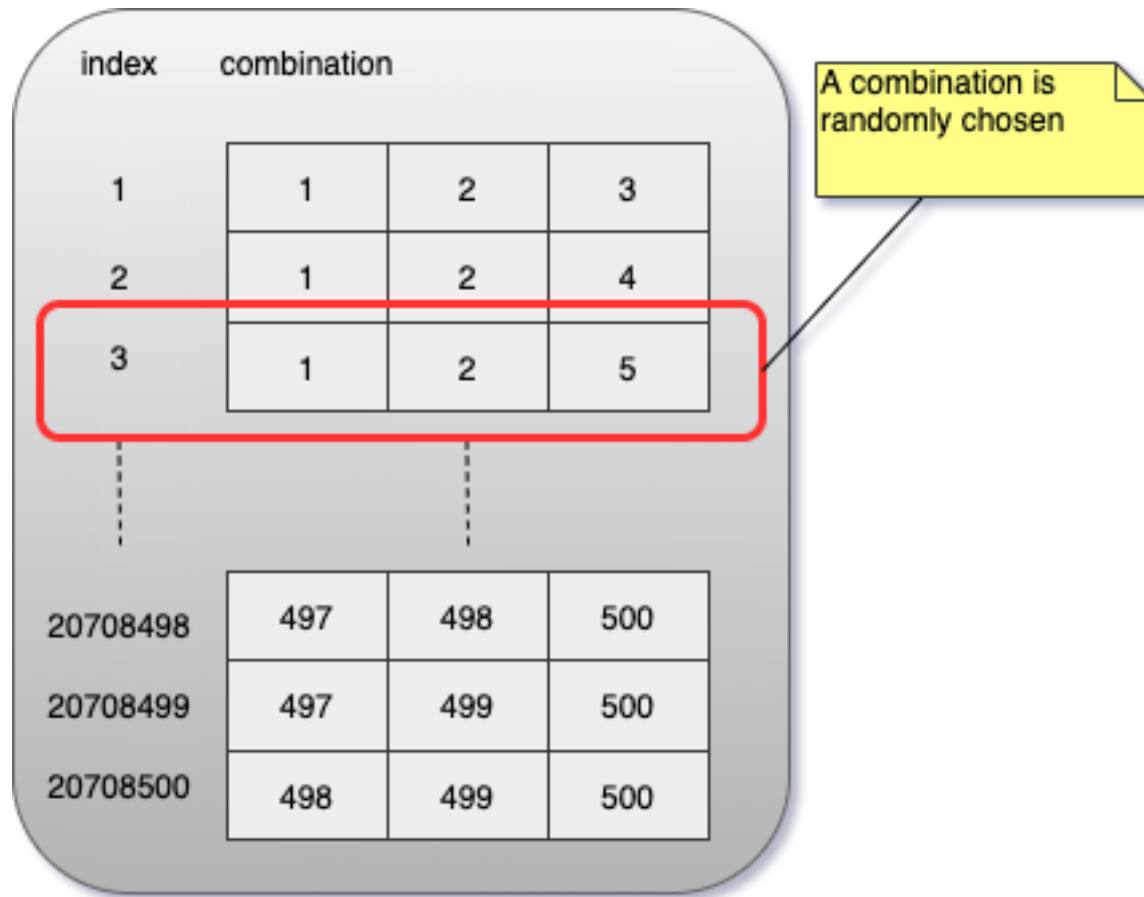 index combination
A combination is
randomly chosen
1 1 2 3
2 1 2 4
3 1 2 5
20708498 497 498 500
20708499 497 499 500
20708500 498 499 500